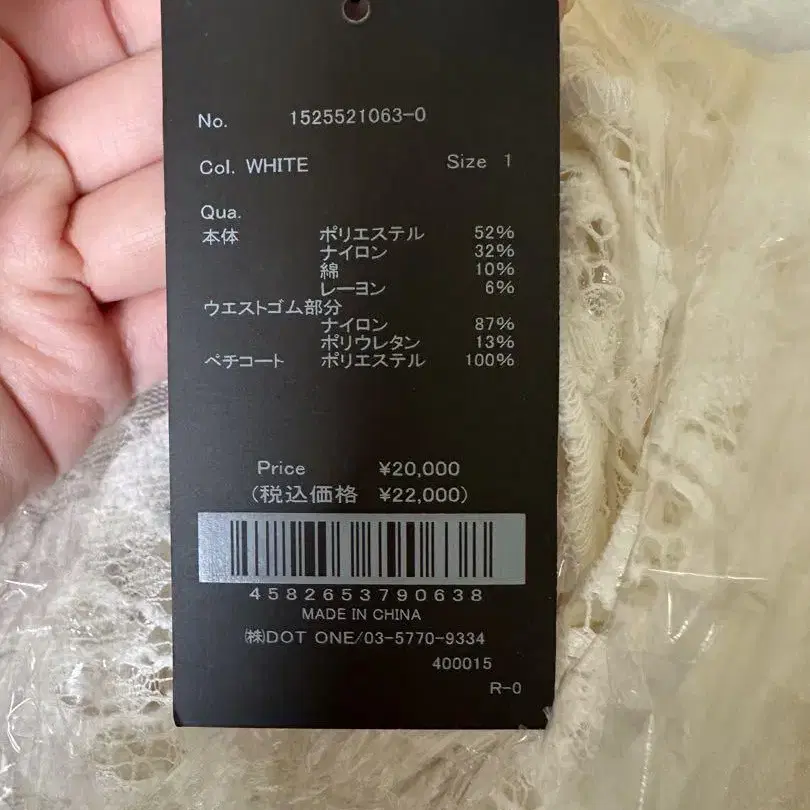 No. 1525521063-0
Col. WHITE Size 1
Qua.
本体 ポリエステル 52%
ナイロン 32%
綿 10%
レーヨン 6%
ウエストゴム部分
ナイロン 87%
ポリウレタン 13%
ペチコート ポリエステル 100%
Price ¥20,000
(税込価格 ¥22,000)
4582653790638
MADE IN CHINA
㈱DOT ONE/03-5770-9334
400015
R-0